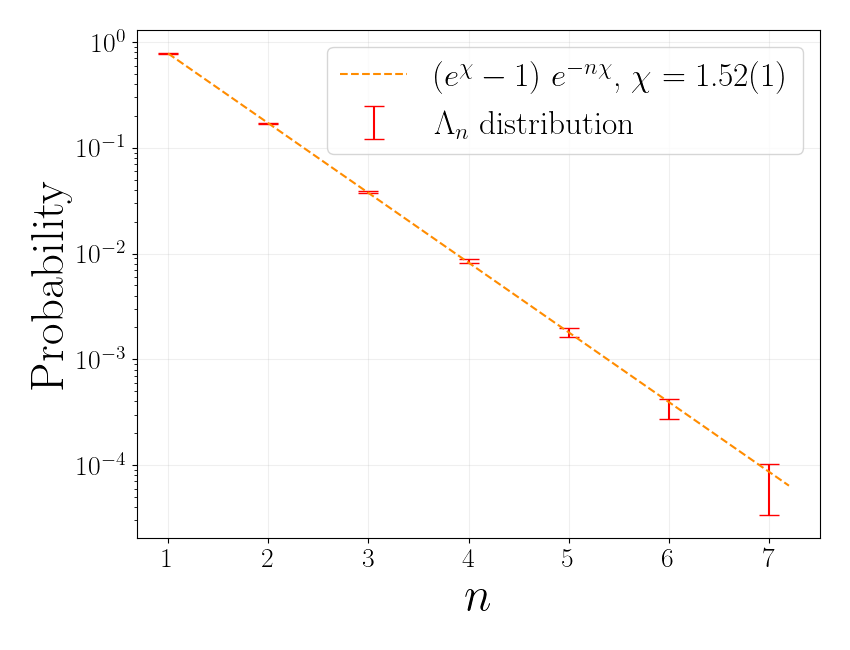 (e^χ − 1) e^{−nχ}, χ = 1.52(1)
Λ_n distribution
Probability
10^0
10^{−1}
10^{−2}
10^{−3}
10^{−4}
1 2 3 4 5 6 7
n